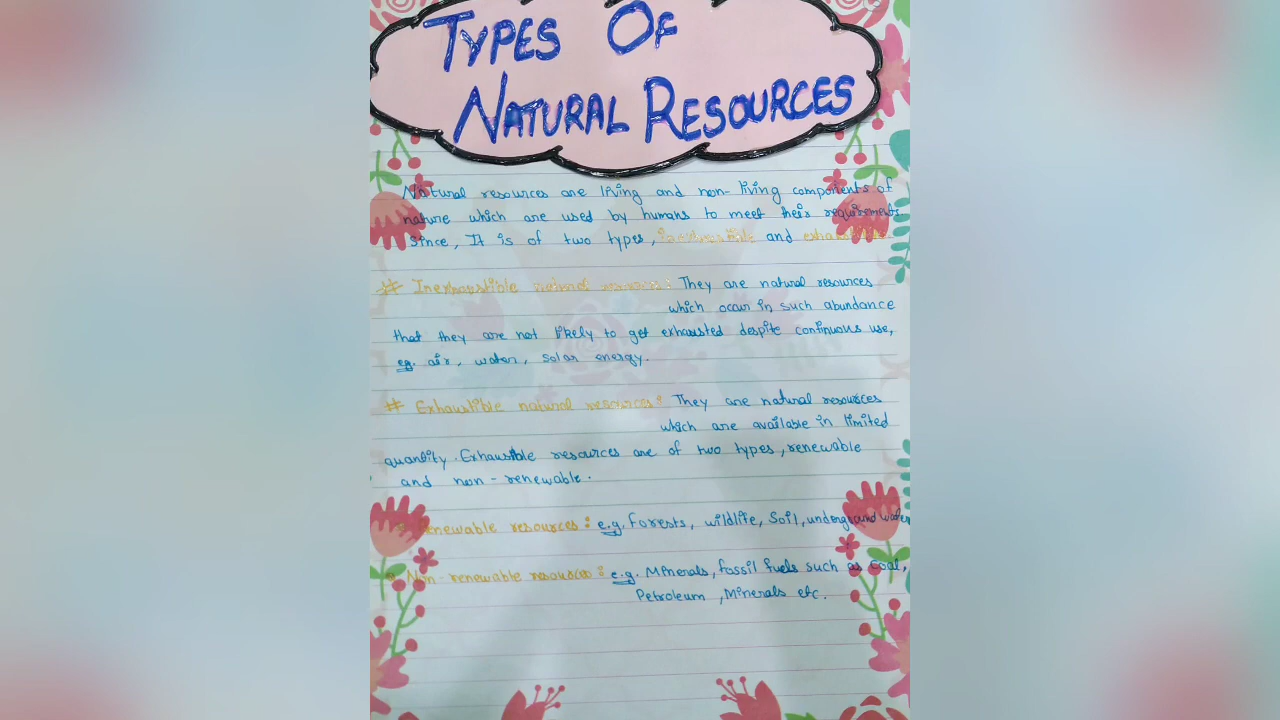 TYPES OF
NATURAL RESOURCES
Natural resources are living and non-living components of
nature which are used by humans to meet their requirements.
Since, It is of two types, and
# Inexhaustible natural resources: They are natural resources
which occur in such abundance
that they are not likely to get exhausted despite continuous use,
eg. air, water, solar energy.
# Exhaustible natural resources: They are natural resources
which are available in limited
quantity. Exhaustible resources are of two types, renewable
and non-renewable.
Renewable resources: e.g. Forests, wildlife, Soil, underground water
Non-renewable resources: e.g. Minerals, fossil fuels such as Coal,
Petroleum, Minerals etc.